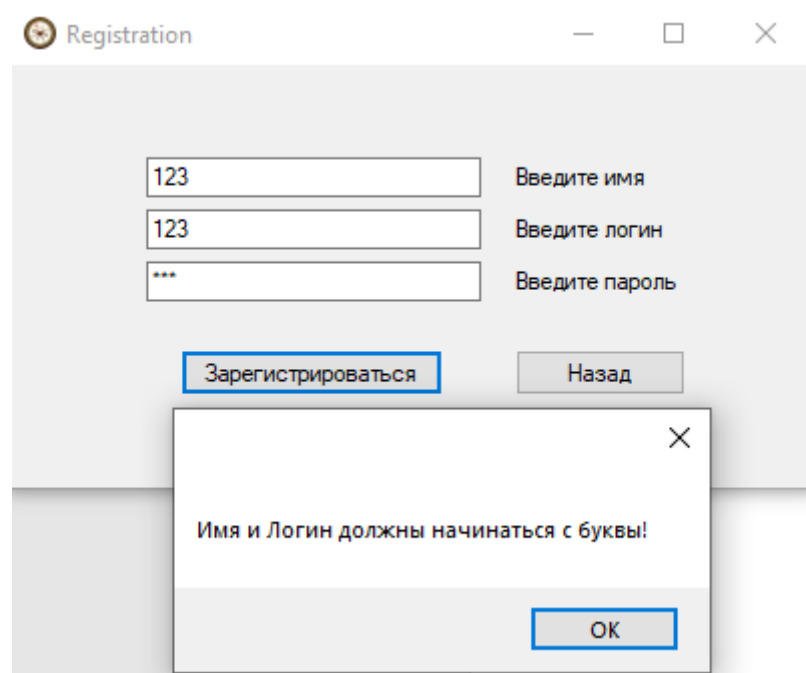 Registration
123
Введите имя
123
Введите логин
***
Введите пароль
Зарегистрироваться
Назад
Имя и Логин должны начинаться с буквы!
OK